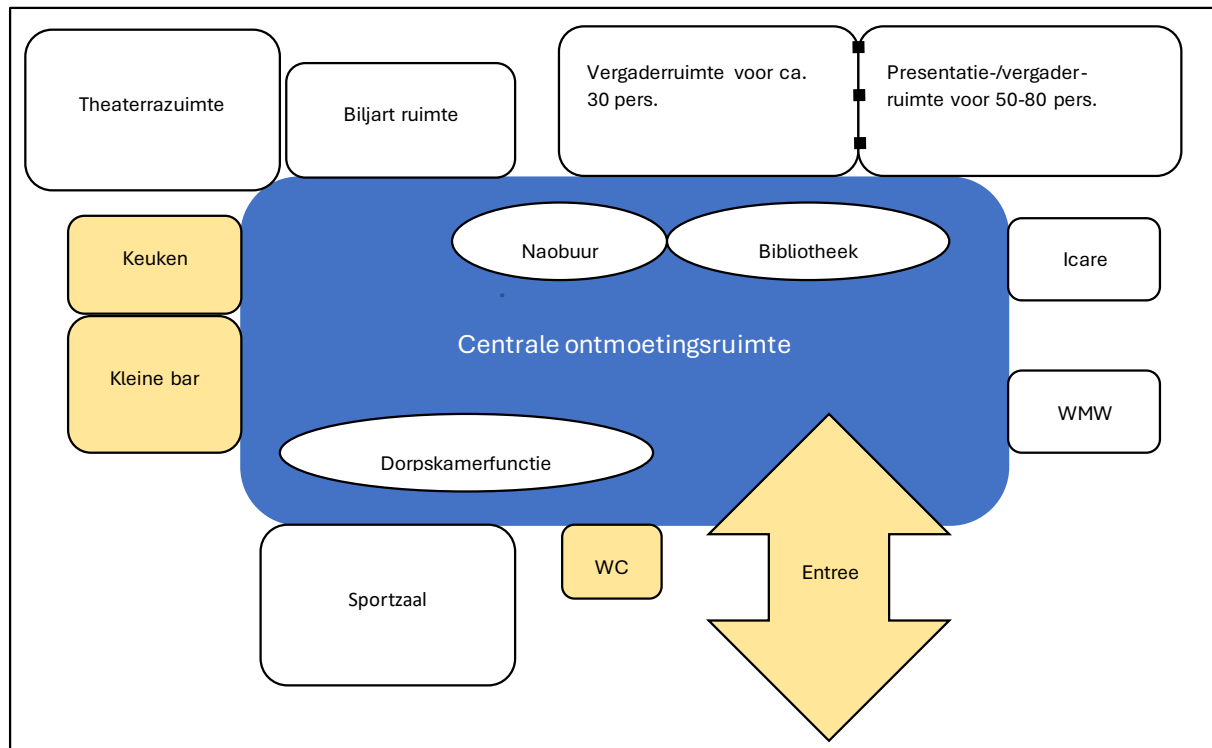 Theaterrazuimte
Biljart ruimte
Vergaderruimte voor ca.
30 pers.
Presentatie-/vergader-
ruimte voor 50-80 pers.
Keuken
Naobuur
Bibliotheek
Icare
Centrale ontmoetingsruimte
Kleine bar
WMW
Dorpskamerfunctie
WC
Entree
Sportzaal